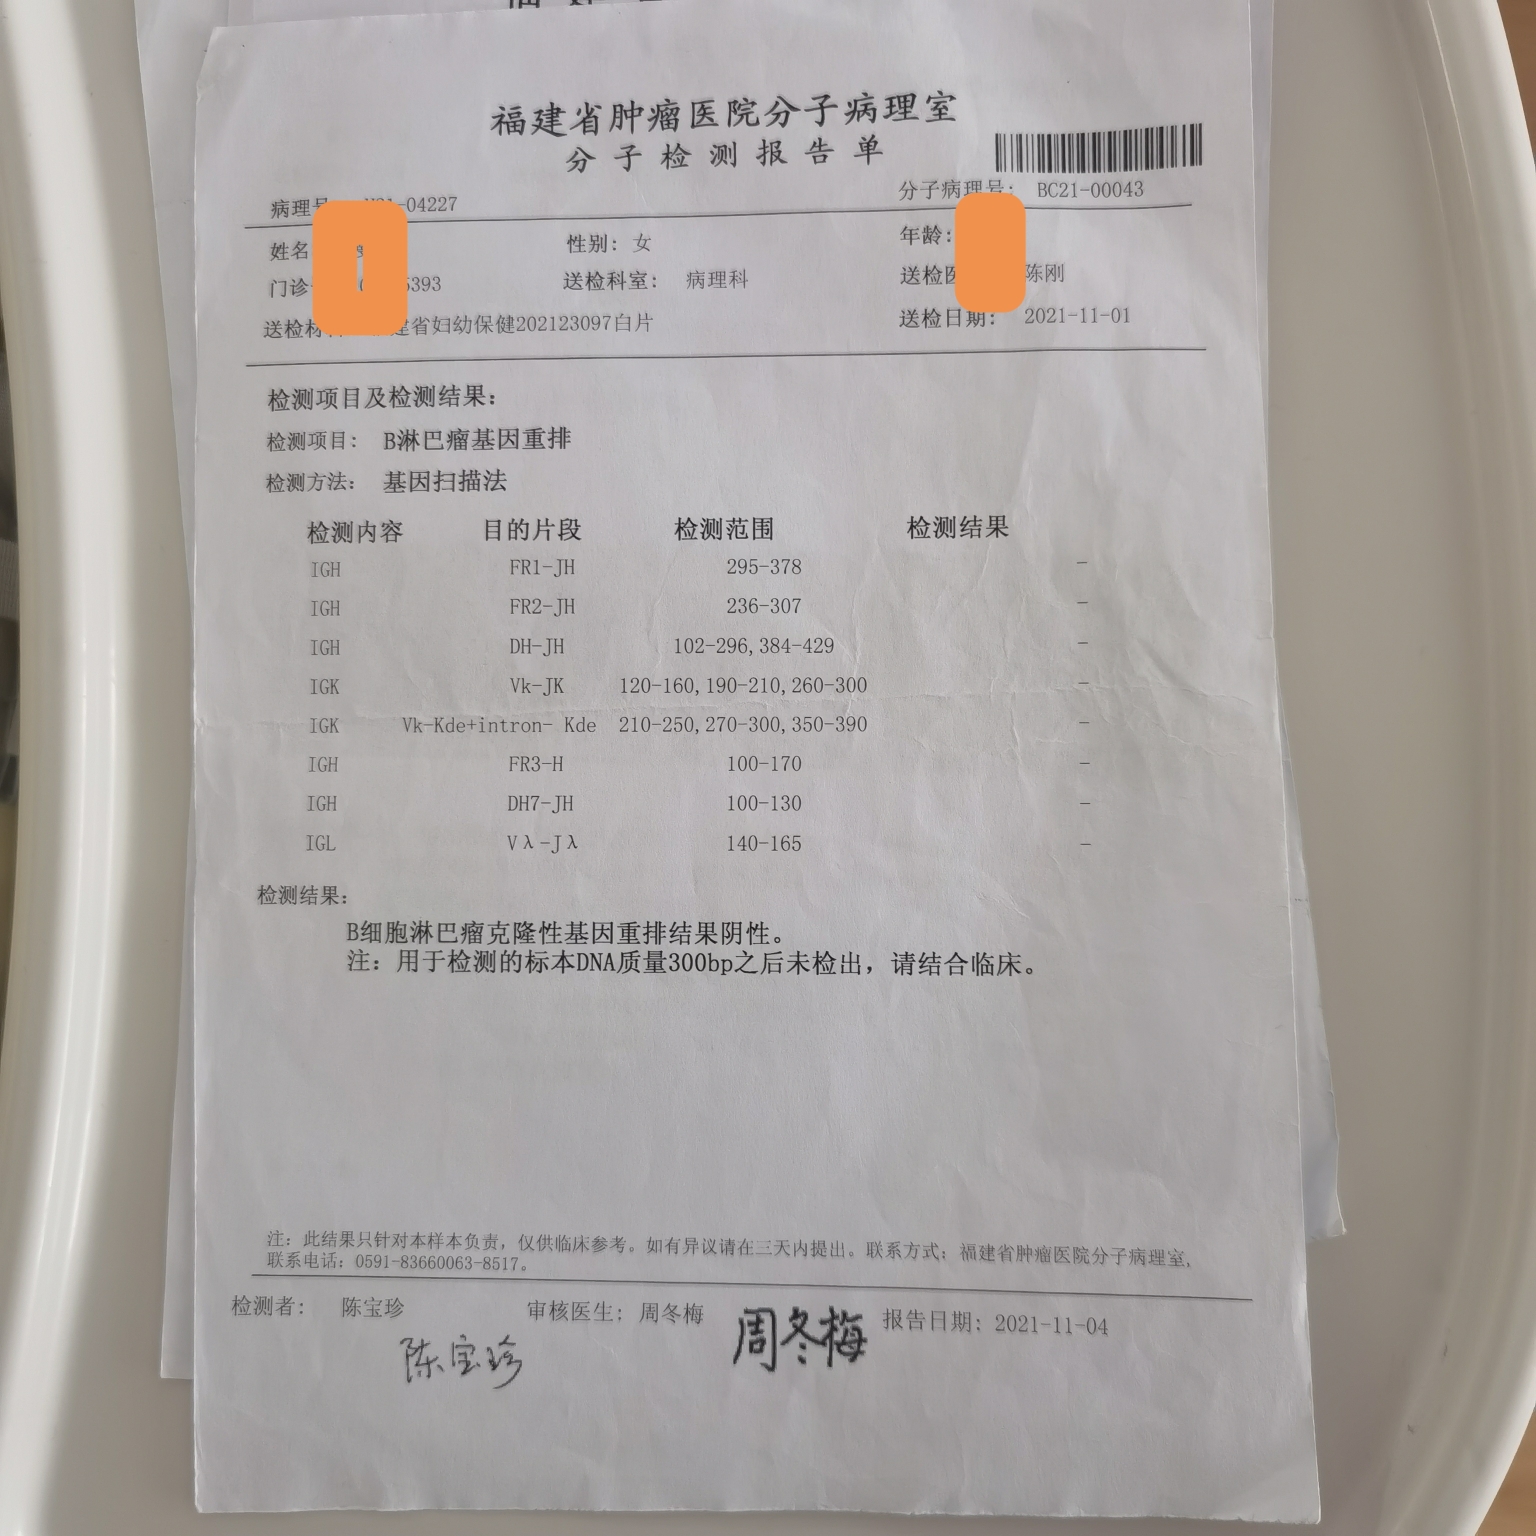 福建省肿瘤医院分子病理室
分子检测报告单
病理号 -04227 分子病理号: BC21-00043
姓名 性别: 女 年龄:
门诊 5393 送检科室: 病理科 送检医 陈刚
送检材 建省妇幼保健202123097白片 送检日期: 2021-11-01
检测项目及检测结果:
检测项目: B淋巴瘤基因重排
检测方法: 基因扫描法
检测内容 目的片段 检测范围 检测结果
IGH FR1-JH 295-378 -
IGH FR2-JH 236-307 -
IGH DH-JH 102-296,384-429 -
IGK Vk-JK 120-160,190-210,260-300 -
IGK Vk-Kde+intron- Kde 210-250,270-300,350-390 -
IGH FR3-H 100-170 -
IGH DH7-JH 100-130 -
IGL Vλ-Jλ 140-165 -
检测结果:
B细胞淋巴瘤克隆性基因重排结果阴性。
注: 用于检测的标本DNA质量300bp之后未检出, 请结合临床。
注: 此结果只针对本样本负责, 仅供临床参考。如有异议请在三天内提出。联系方式: 福建省肿瘤医院分子病理室,
联系电话: 0591-83660063-8517。
检测者: 陈宝珍 审核医生: 周冬梅 周冬梅 报告日期: 2021-11-04
陈宝珍